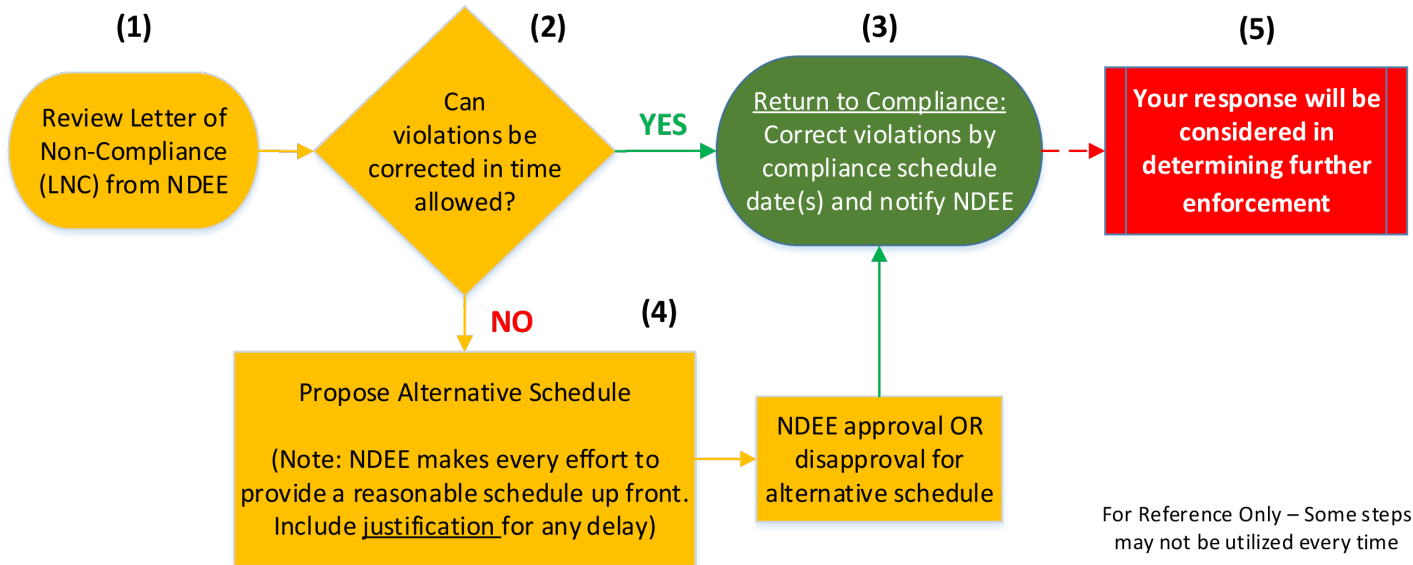 (1)
Review Letter of
Non-Compliance
(LNC) from NDEE
(2)
Can
violations be
corrected in time
allowed?
YES
(3)
Return to Compliance:
Correct violations by
compliance schedule
date(s) and notify NDEE
(5)
Your response will be
considered in
determining further
enforcement
NO
(4)
Propose Alternative Schedule
(Note: NDEE makes every effort to
provide a reasonable schedule up front.
Include justification for any delay)
NDEE approval OR
disapproval for
alternative schedule
For Reference Only – Some steps
may not be utilized every time